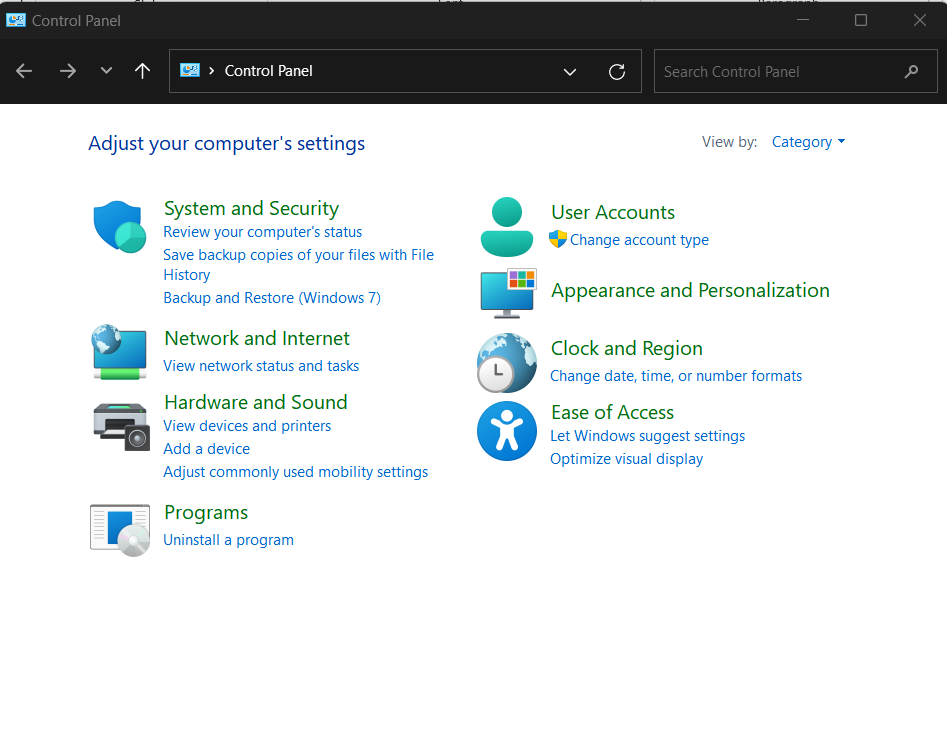 Control Panel
Control Panel
Search Control Panel
Adjust your computer's settings
View by: Category
System and Security
Review your computer's status
Save backup copies of your files with File
History
Backup and Restore (Windows 7)
Network and Internet
View network status and tasks
Hardware and Sound
View devices and printers
Add a device
Adjust commonly used mobility settings
Programs
Uninstall a program
User Accounts
Change account type
Appearance and Personalization
Clock and Region
Change date, time, or number formats
Ease of Access
Let Windows suggest settings
Optimize visual display